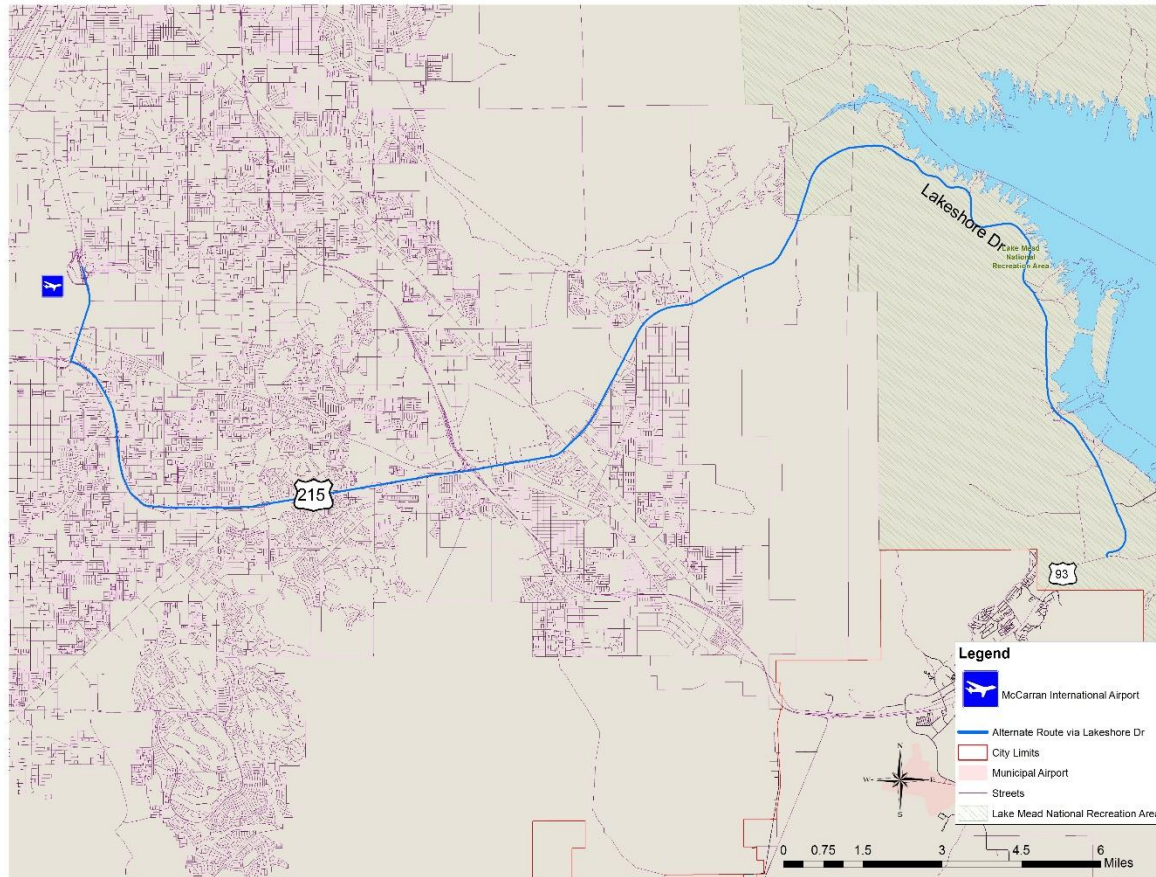 Lakeshore Dr
Lake Mead
National
Recreation Area
215
93
Legend
McCarran International Airport
Alternate Route via Lakeshore Dr
City Limits
Municipal Airport
Streets
Lake Mead National Recreation Area
N
W
E
S
0 0.75 1.5 3 4.5 6
Miles